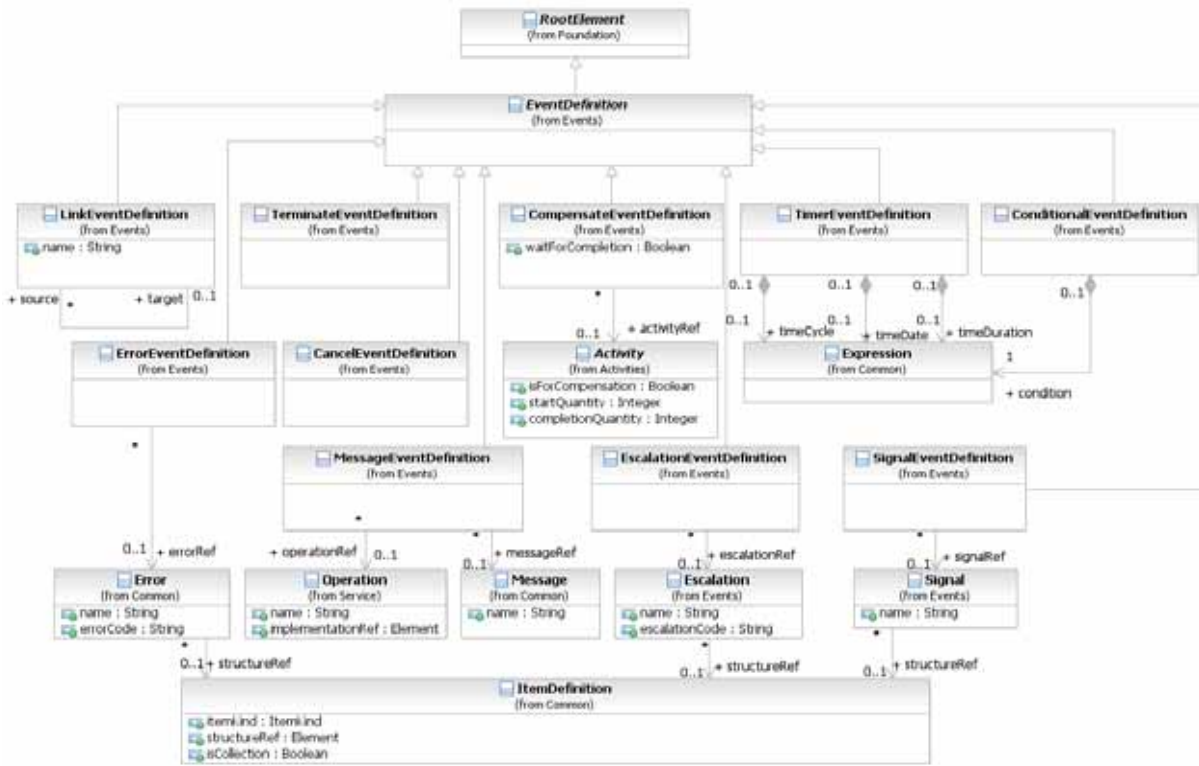 RootElement
(from Foundation)
EventDefinition
(from Events)
LinkEventDefinition
(from Events)
name : String
TerminateEventDefinition
(from Events)
CompensateEventDefinition
(from Events)
waitForCompletion : Boolean
TimerEventDefinition
(from Events)
ConditionalEventDefinition
(from Events)
+ source
*
+ target
0..1
*
0..1
+ activityRef
0..1
0..1
+ timeCycle
0..1
0..1
+ timeDate
0..1
0..1
+ timeDuration
0..1
1
+ condition
ErrorEventDefinition
(from Events)
CancelEventDefinition
(from Events)
Activity
(from Activities)
isForCompensation : Boolean
startQuantity : Integer
completionQuantity : Integer
Expression
(from Common)
MessageEventDefinition
(from Events)
EscalationEventDefinition
(from Events)
SignalEventDefinition
(from Events)
*
0..1
+ errorRef
*
+ operationRef
0..1
*
0..1
+ messageRef
*
0..1
+ escalationRef
*
0..1
+ signalRef
Error
(from Common)
name : String
errorCode : String
Operation
(from Service)
name : String
implementationRef : Element
Message
(from Common)
name : String
Escalation
(from Events)
name : String
escalationCode : String
Signal
(from Events)
name : String
*
0..1
+ structureRef
*
0..1
+ structureRef
*
0..1
+ structureRef
ItemDefinition
(from Common)
itemKind : ItemKind
structureRef : Element
isCollection : Boolean